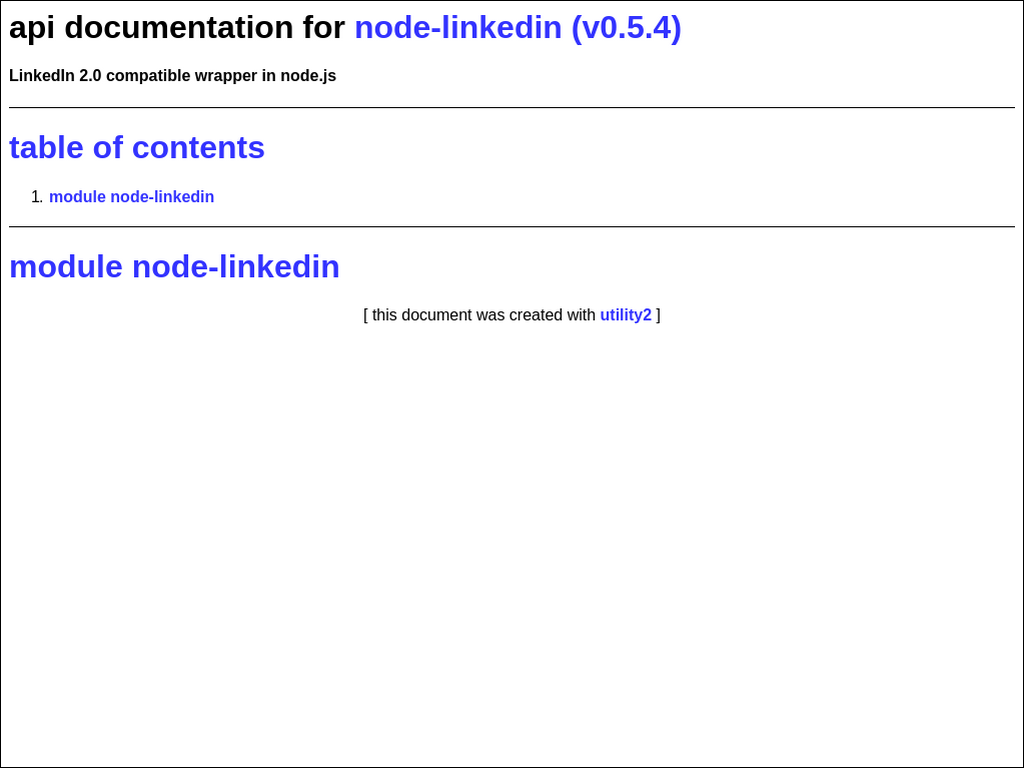 api documentation for node-linkedin (v0.5.4)
LinkedIn 2.0 compatible wrapper in node.js
table of contents
1. module node-linkedin
module node-linkedin
[ this document was created with utility2 ]